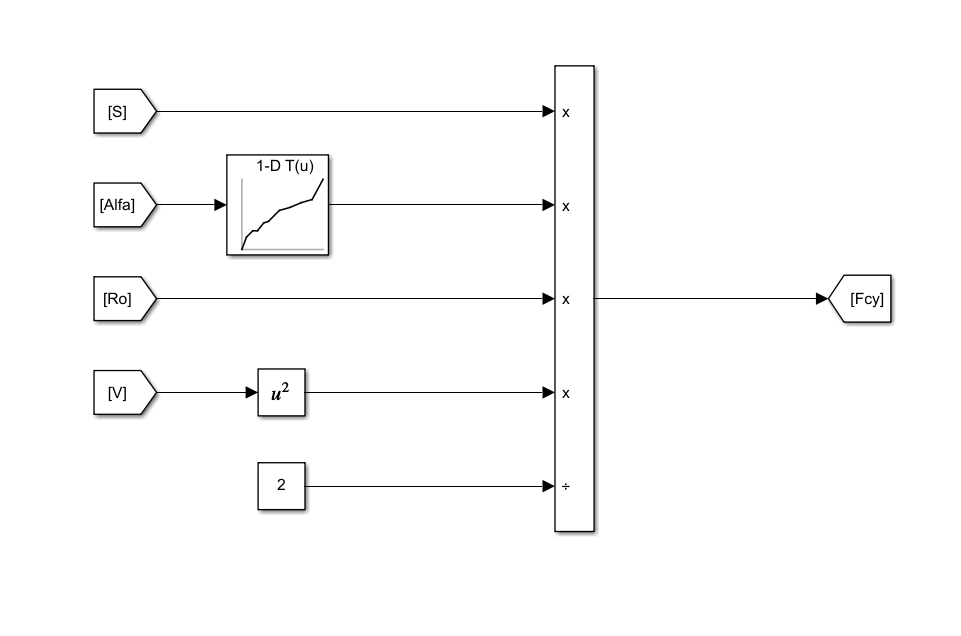 [S]
x
1-D T(u)
[Alfa]
x
[Ro]
x
[Fcy]
[V]
u²
x
2
÷